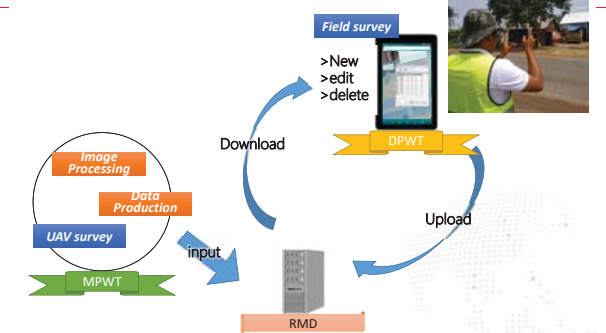 Field survey
>New
>edit
>delete
DPWT
Download
Image
Processing
Data
Production
UAV survey
MPWT
input
Upload
RMD